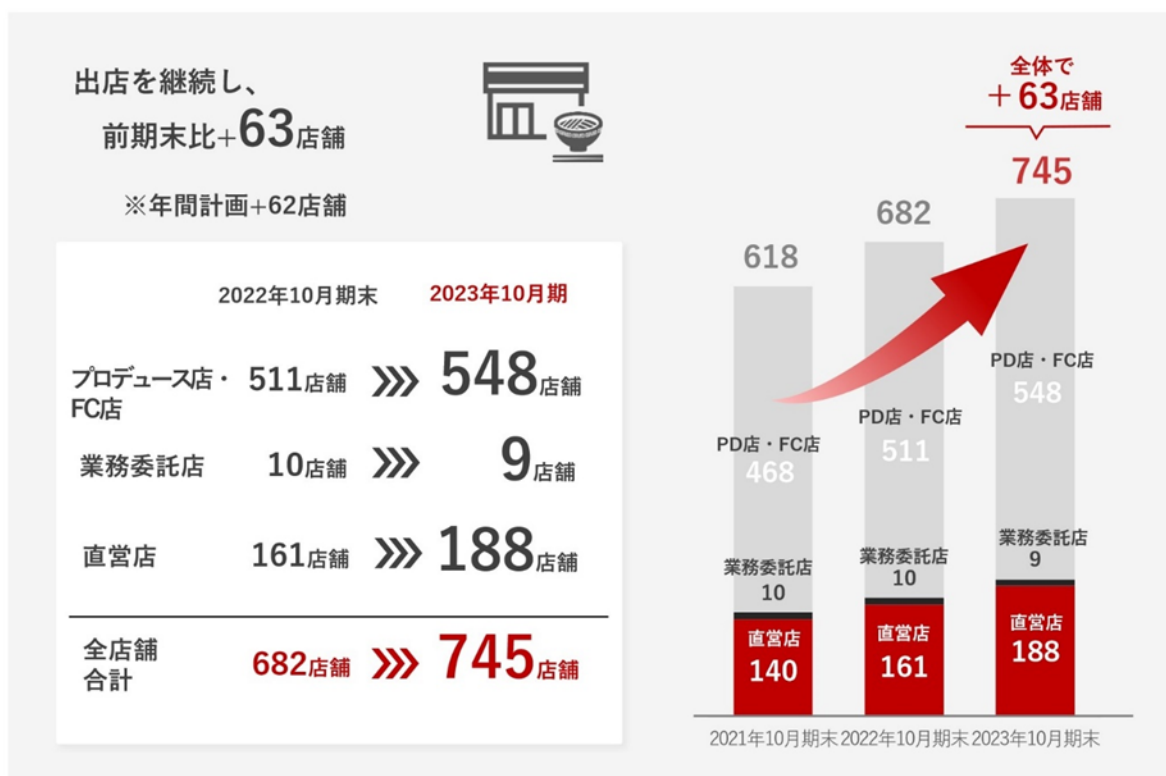 出店を継続し、
前期末比+63店舗
※年間計画+62店舗
2022年10月期末 2023年10月期
プロデュース店・
FC店
511店舗 548店舗
業務委託店 10店舗 9店舗
直営店 161店舗 188店舗
全店舗
合計
682店舗 745店舗
全体で
+63店舗
745
682
618
PD店・FC店
548
PD店・FC店
511
PD店・FC店
468
業務委託店
9
業務委託店
10
業務委託店
10
直営店
188
直営店
161
直営店
140
2021年10月期末 2022年10月期末 2023年10月期末